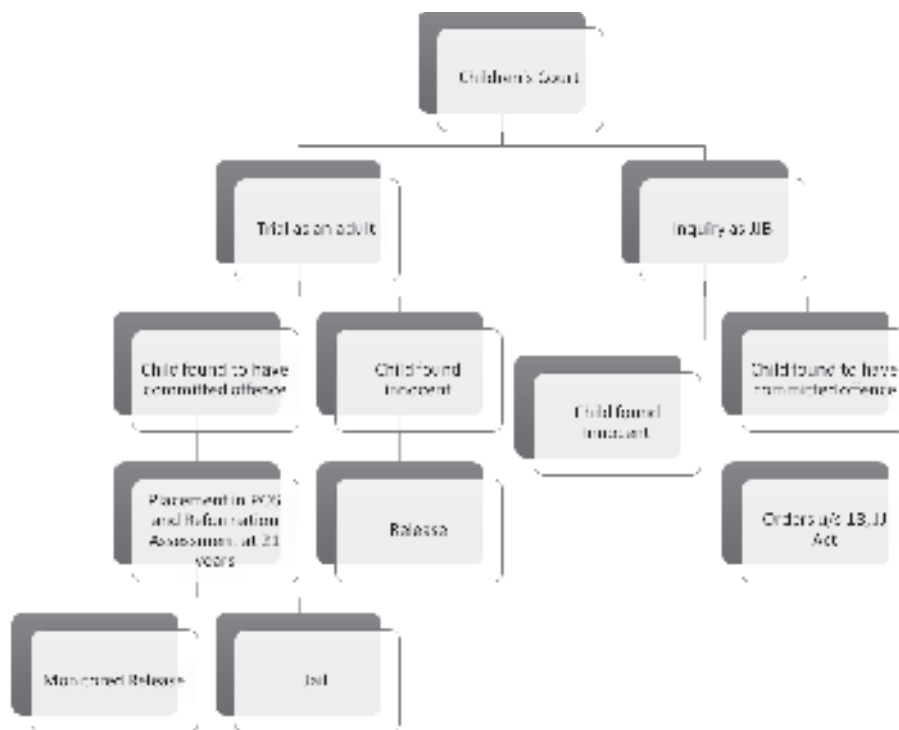 Children's Court
Trial as an adult
Inquiry as JJB
Child found to have
committed offence
Child found
innocent
Child found
innocent
Child found to have
committed offence
Placement in POS
and Reformation
Assessment at 21
years
Release
Orders u/s 18, JJ
Act
Monitored Release
Jail